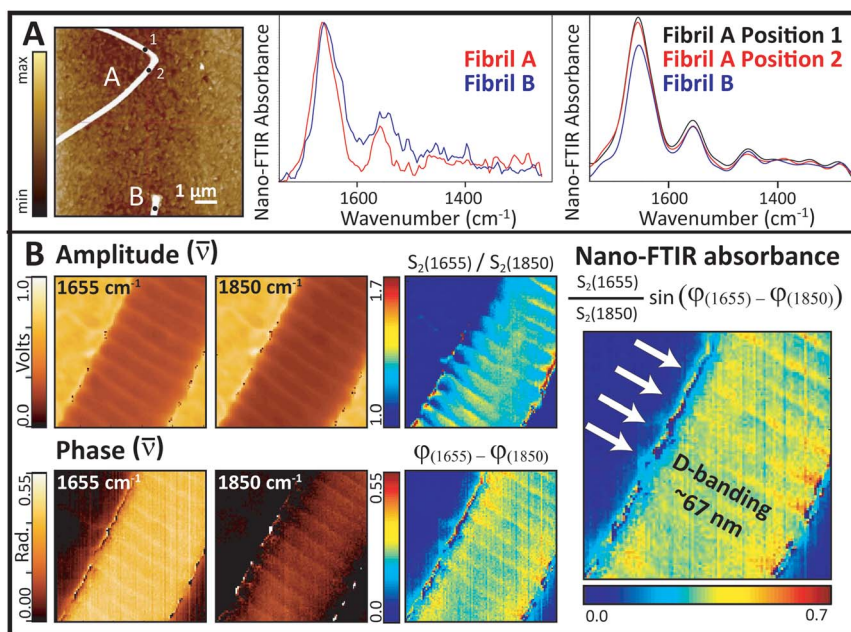 A
max
min
1
2
A
B
1 μm
Nano-FTIR Absorbance
Fibril A
Fibril B
1600
1400
Wavenumber (cm⁻¹)
Nano-FTIR Absorbance
Fibril A Position 1
Fibril A Position 2
Fibril B
1600
1400
Wavenumber (cm⁻¹)
B
Amplitude (ν̅)
1.0
Volts
0.0
1655 cm⁻¹
1850 cm⁻¹
S₂(1655) / S₂(1850)
1.7
1.0
Phase (ν̅)
0.55
Rad.
0.00
1655 cm⁻¹
1850 cm⁻¹
φ(1655) – φ(1850)
0.55
0.0
Nano-FTIR absorbance
S₂(1655)
S₂(1850)
sin (φ(1655) – φ(1850))
D-banding
~67 nm
0.0
0.7